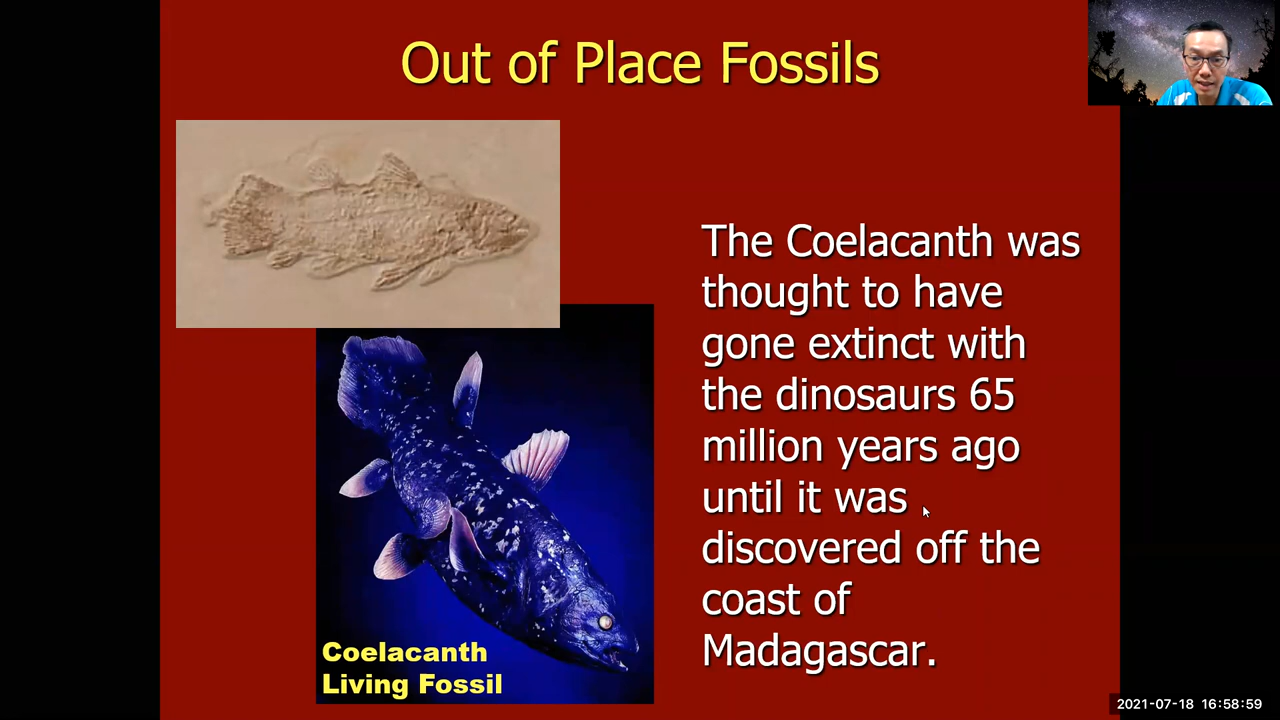 Out of Place Fossils
The Coelacanth was
thought to have
gone extinct with
the dinosaurs 65
million years ago
until it was
discovered off the
coast of
Madagascar.
Coelacanth
Living Fossil
2021-07-18 16:58:59